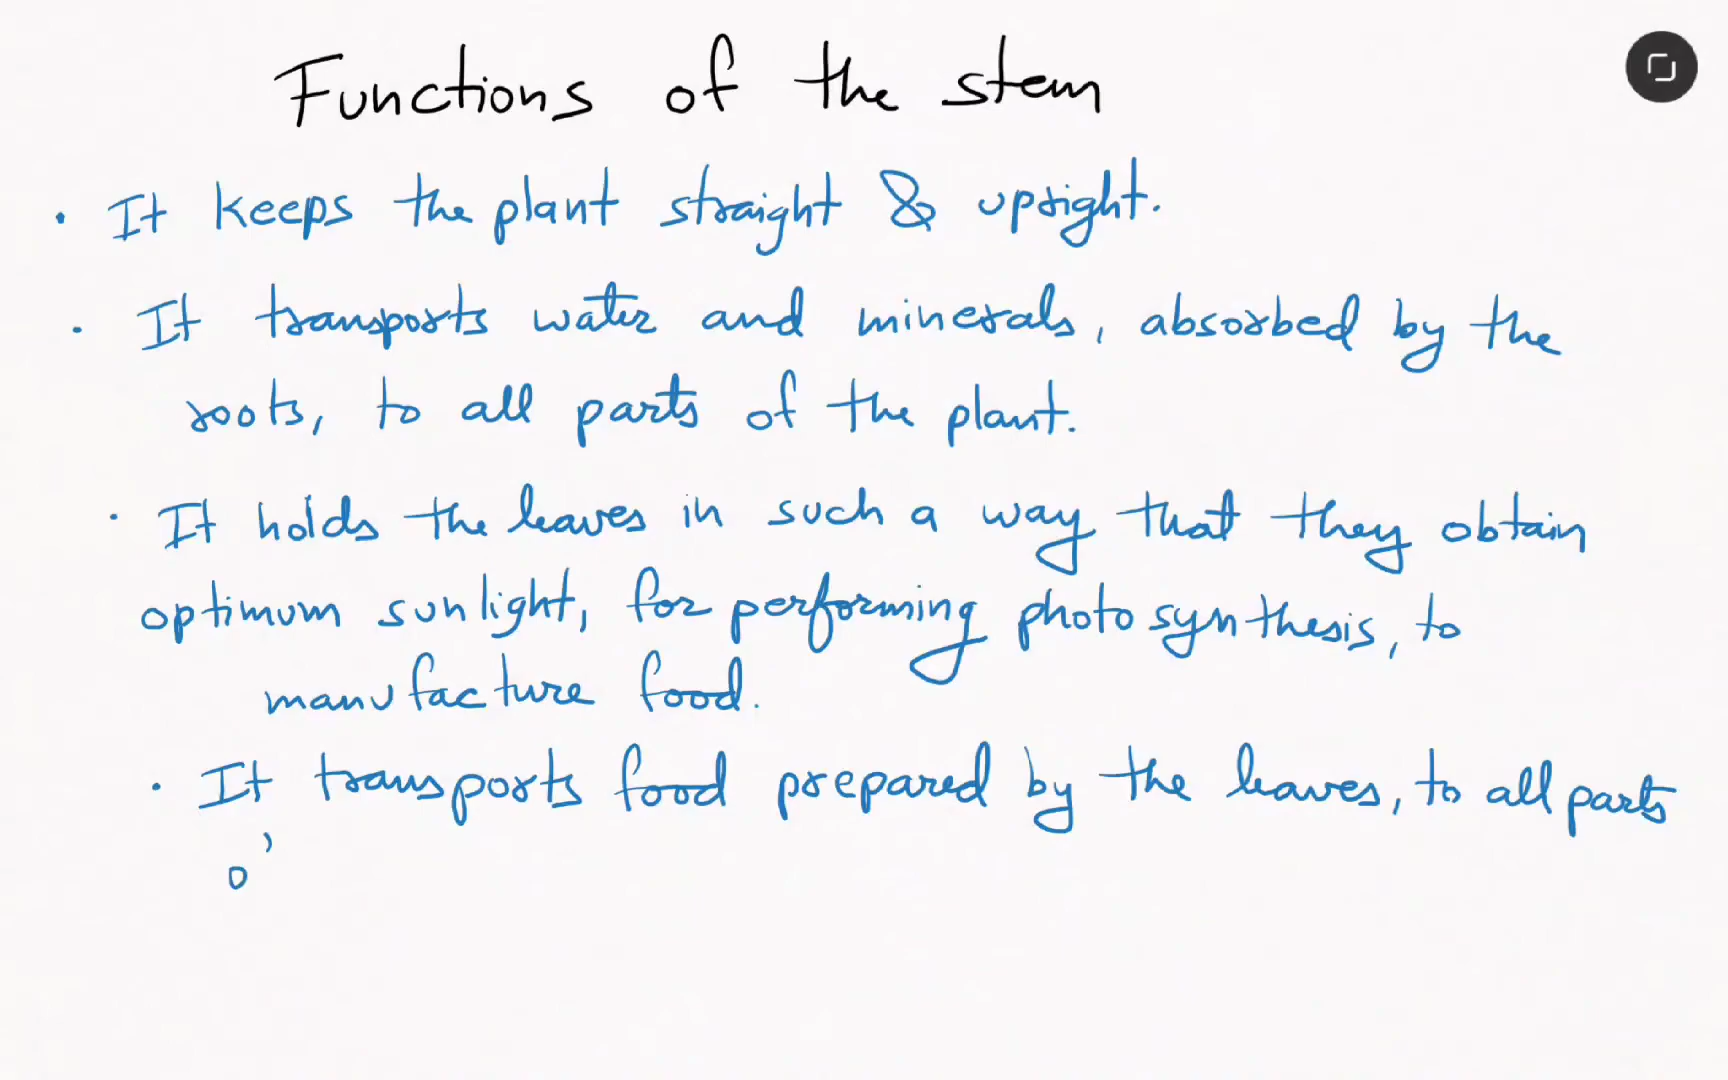 Functions of the stem
. It keeps the plant straight & upright.
. It transports water and minerals, absorbed by the
roots, to all parts of the plant.
. It holds the leaves in such a way that they obtain
optimum sunlight, for performing photosynthesis, to
manufacture food.
. It transports food prepared by the leaves, to all parts
o